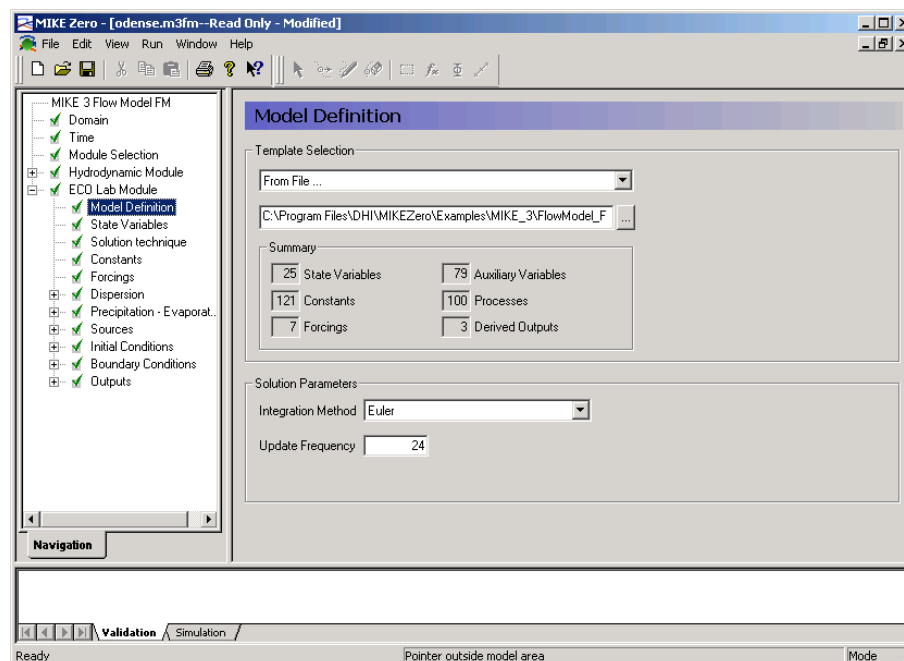 MIKE Zero - [odense.m3fm--Read Only - Modified]
File Edit View Run Window Help
MIKE 3 Flow Model FM
Domain
Time
Module Selection
Hydrodynamic Module
ECO Lab Module
Model Definition
State Variables
Solution technique
Constants
Forcings
Dispersion
Precipitation - Evaporat..
Sources
Initial Conditions
Boundary Conditions
Outputs
Navigation
Model Definition
Template Selection
From File ...
C:\Program Files\DHI\MIKEZero\Examples\MIKE_3\FlowModel_F ...
Summary
25 State Variables 79 Auxiliary Variables
121 Constants 100 Processes
7 Forcings 3 Derived Outputs
Solution Parameters
Integration Method Euler
Update Frequency 24
Validation Simulation
Ready Pointer outside model area Mode